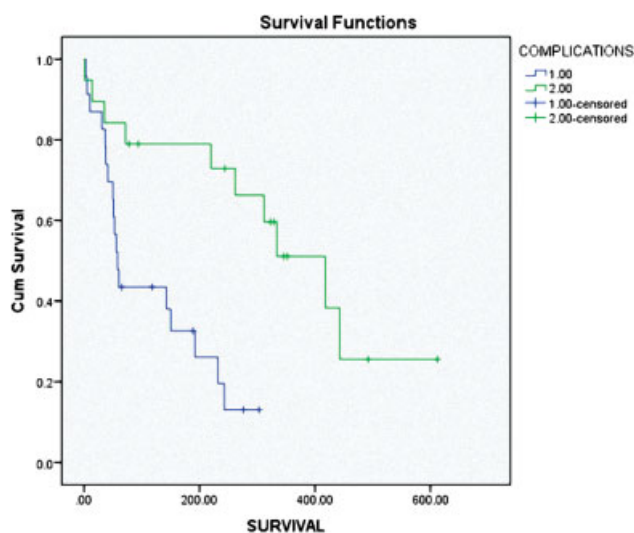 Survival Functions
COMPLICATIONS
1.00
2.00
1.00-censored
2.00-censored
Cum Survival
1.0
0.8
0.6
0.4
0.2
0.0
.00
200.00
400.00
600.00
SURVIVAL